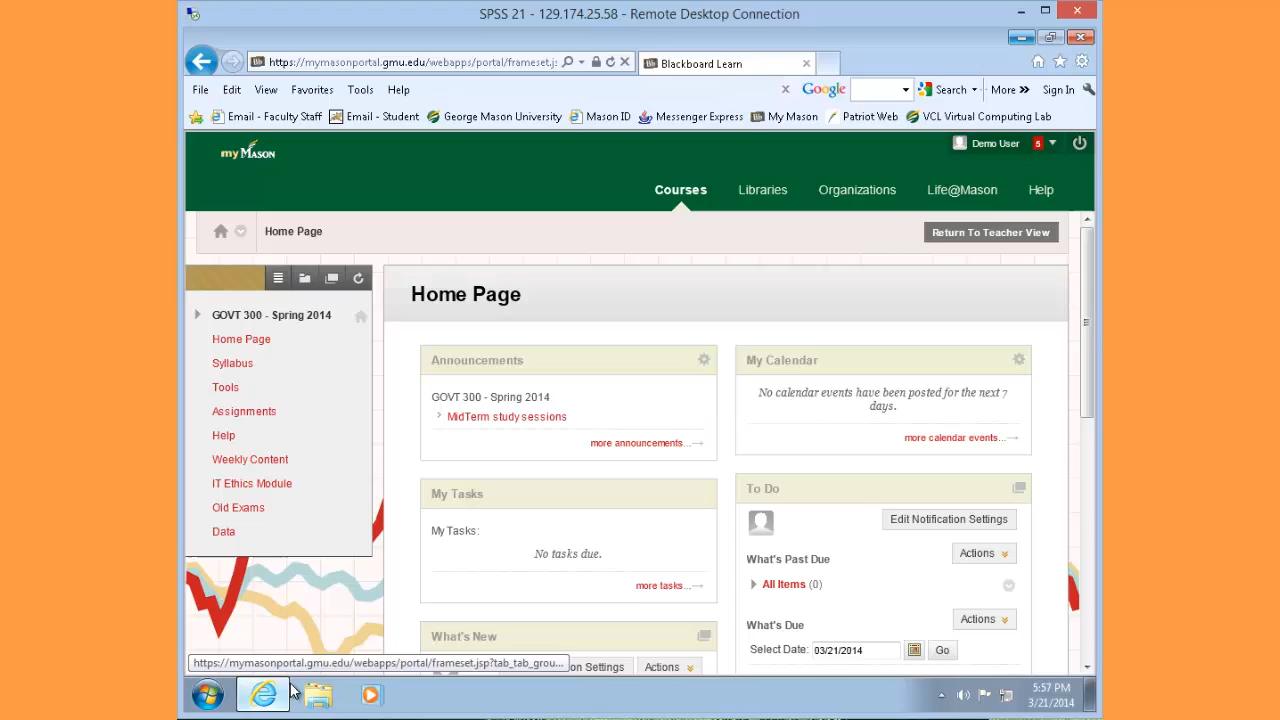 SPSS 21 - 129.174.25.58 - Remote Desktop Connection
https://mymasonportal.gmu.edu/webapps/portal/frameset.j:
Blackboard Learn
File Edit View Favorites Tools Help
Google Search More » Sign In
Email - Faculty Staff Email - Student George Mason University Mason ID Messenger Express My Mason Patriot Web VCL Virtual Computing Lab
myMason
Demo User 5
Courses Libraries Organizations Life@Mason Help
Home Page
Return To Teacher View
GOVT 300 - Spring 2014
Home Page
Syllabus
Tools
Assignments
Help
Weekly Content
IT Ethics Module
Old Exams
Data
Home Page
Announcements
GOVT 300 - Spring 2014
MidTerm study sessions
more announcements...
My Tasks
My Tasks:
No tasks due.
more tasks...
What's New
on Settings Actions
My Calendar
No calendar events have been posted for the next 7
days.
more calendar events...
To Do
Edit Notification Settings
What's Past Due
Actions
All Items (0)
What's Due
Actions
Select Date: 03/21/2014 Go
https://mymasonportal.gmu.edu/webapps/portal/frameset.jsp?tab_tab_grou...
5:57 PM
3/21/2014